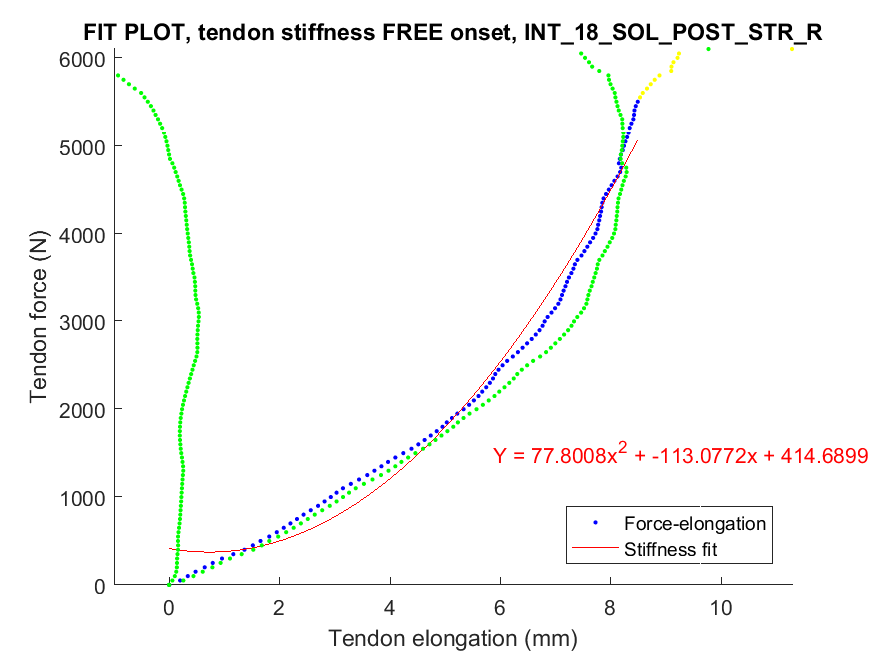 FIT PLOT, tendon stiffness FREE onset, INT_18_SOL_POST_STR_R
6000
5000
4000
3000
2000
1000
0
Tendon force (N)
Y = 77.8008x² + -113.0772x + 414.6899
Force-elongation
Stiffness fit
0 2 4 6 8 10
Tendon elongation (mm)